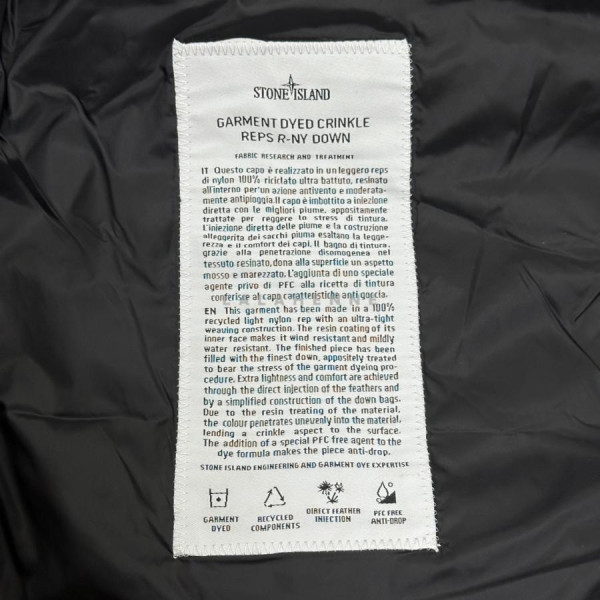 STONE ISLAND
GARMENT DYED CRINKLE
REPS R-NY DOWN
FABRIC RESEARCH AND TREATMENT
IT Questo capo è realizzato in un leggero reps
di nylon 100% riciclato ultra battuto, resinato
all'interno per un'azione antivento e moderata-
mente antipioggia.Il capo è imbottito a iniezione
diretta con le migliori piume, appositamente
trattate per reggere lo stress di tintura.
L'iniezione diretta delle piume e la costruzione
alleggerita dei sacchi piuma esaltano la legge-
rezza e il comfort dei capi. Il bagno di tintura,
grazie alla penetrazione disomogenea nel
tessuto resinato,dona alla superficie un aspetto
mosso e marezzato. L'aggiunta di uno speciale
agente privo di PFC alla ricetta di tintura
conferisce al capo caratteristiche anti goccia.
LALAHENNE
EN This garment has been made in a 100%
recycled light nylon rep with an ultra-tight
weaving construction. The resin coating of its
inner face makes it wind resistant and mildly
water resistant. The finished piece has been
filled with the finest down, appositely treated
to bear the stress of the garment dyeing pro-
cedure. Extra lightness and comfort are achieved
through the direct injection of the feathers and
by a simplified construction of the down bags.
Due to the resin treating of the material,
the colour penetrates unevenly into the material,
lending a crinkle aspect to the surface.
The addition of a special PFC free agent to the
dye formula makes the piece anti-drop.
STONE ISLAND ENGINEERING AND GARMENT DYE EXPERTISE
GARMENT
DYED
RECYCLED
COMPONENTS
DIRECT FEATHER
INJECTION
PFC FREE
ANTI-DROP